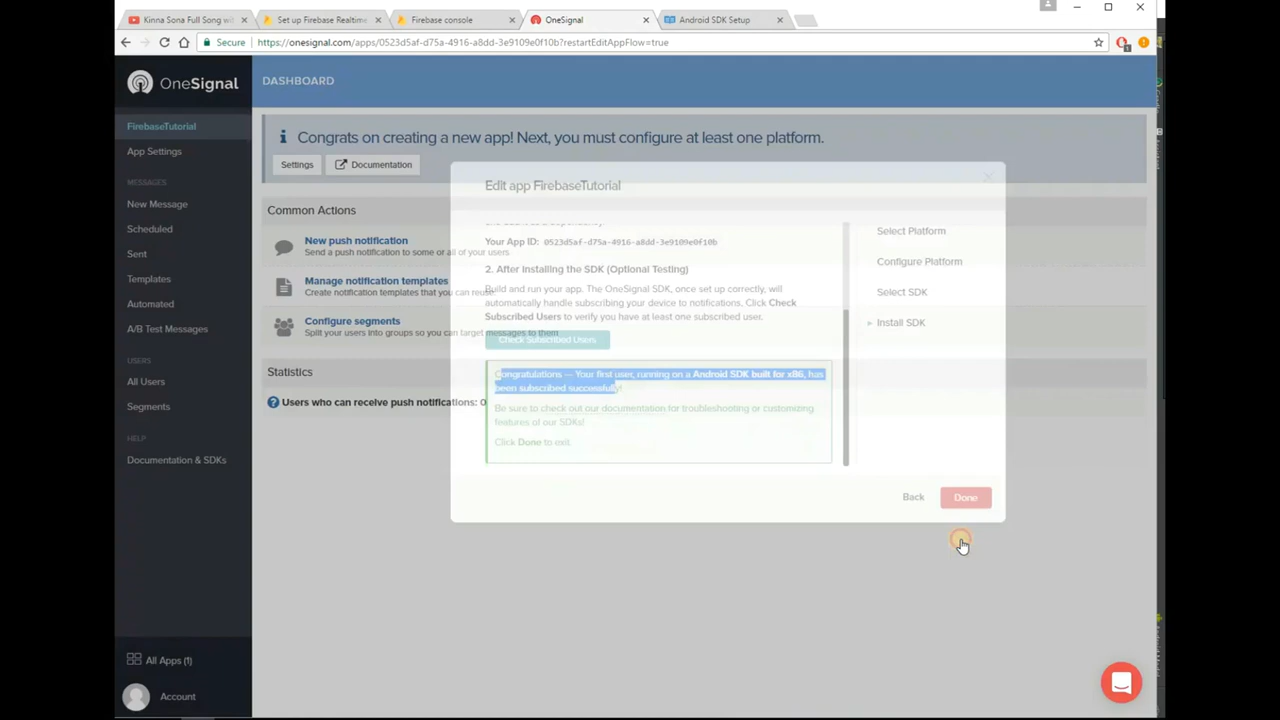 Kinna Sona Full Song with
Set up Firebase Realtim
Firebase console
OneSignal
Android SDK Setup
Secure
https://onesignal.com/apps/0523d5af-d75a-4916-a8dd-3e9109e0f10b?restartEditAppFlow=true
OneSignal
DASHBOARD
FirebaseTutorial
App Settings
MESSAGES
New Message
Scheduled
Sent
Templates
Automated
A/B Test Messages
USERS
All Users
Segments
HELP
Documentation & SDKs
All Apps (1)
Account
Congrats on creating a new app! Next, you must configure at least one platform.
Settings
Documentation
Common Actions
New push notification
Send a push notification to some or all of your users
Manage notification templates
Create notification templates that you can reuse
Configure segments
Split your users into groups so you can target messages to them
Statistics
Users who can receive push notifications: 0
Edit app FirebaseTutorial
Your App ID: 0523d5af-d75a-4916-a8dd-3e9109e0f10b
2. After Installing the SDK (Optional Testing)
Build and run your app. The OneSignal SDK, once set up correctly, will
automatically handle subscribing your device to notifications. Click Check
Subscribed Users to verify you have at least one subscribed user.
Check Subscribed Users
Congratulations — Your first user, running on a Android SDK built for x86, has
been subscribed successfully!
Be sure to check out our documentation for troubleshooting or customizing
features of our SDKs!
Click Done to exit.
Select Platform
Configure Platform
Select SDK
Install SDK
Back
Done